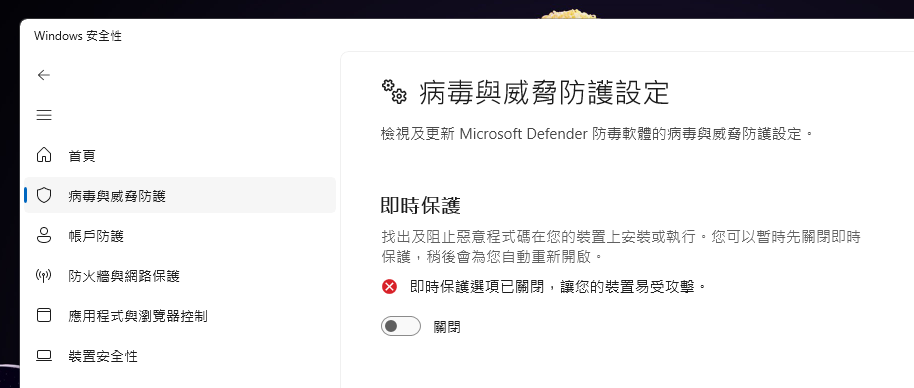 Windows 安全性
病毒與威脅防護設定
檢視及更新 Microsoft Defender 防毒軟體的病毒與威脅防護設定。
首頁
病毒與威脅防護
帳戶防護
防火牆與網路保護
應用程式與瀏覽器控制
裝置安全性
即時保護
找出及阻止惡意程式碼在您的裝置上安裝或執行。您可以暫時先關閉即時
保護，稍後會為您自動重新開啟。
即時保護選項已關閉，讓您的裝置易受攻擊。
關閉